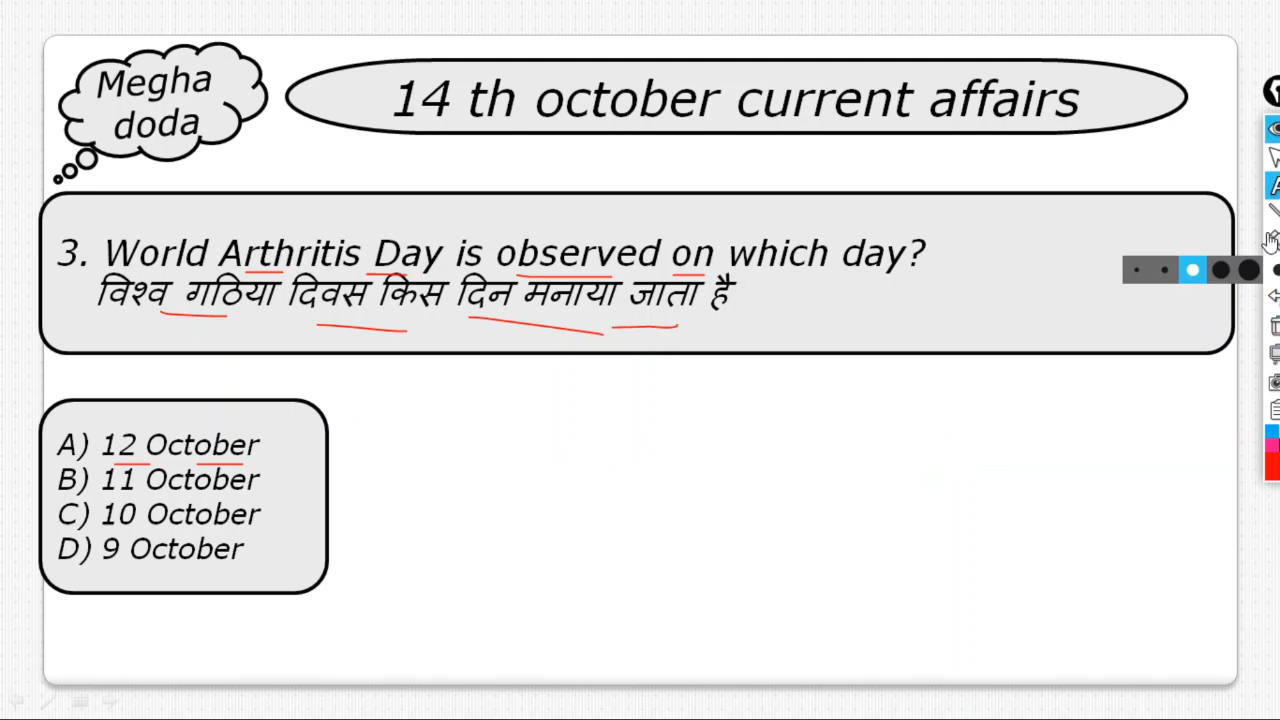 Megha
doda
14 th october current affairs
3. World Arthritis Day is observed on which day?
विश्व गठिया दिवस किस दिन मनाया जाता है
A) 12 October
B) 11 October
C) 10 October
D) 9 October